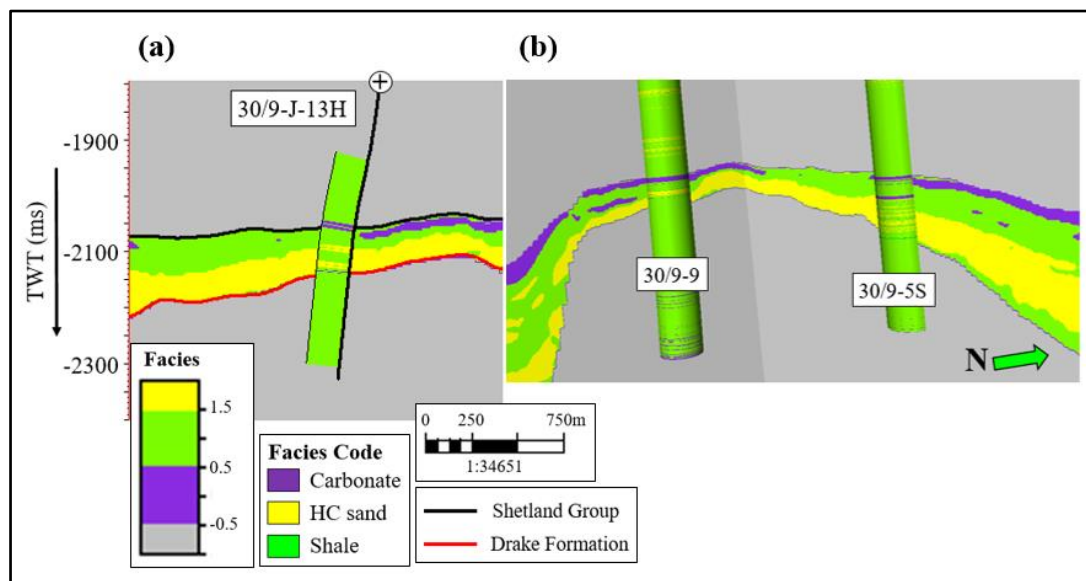 (a)
(b)
30/9-J-13H
-1900
-2100
-2300
TWT (ms)
30/9-9
30/9-5S
N
Facies
1.5
0.5
-0.5
Facies Code
Carbonate
HC sand
Shale
0 250 750m
1:34651
Shetland Group
Drake Formation